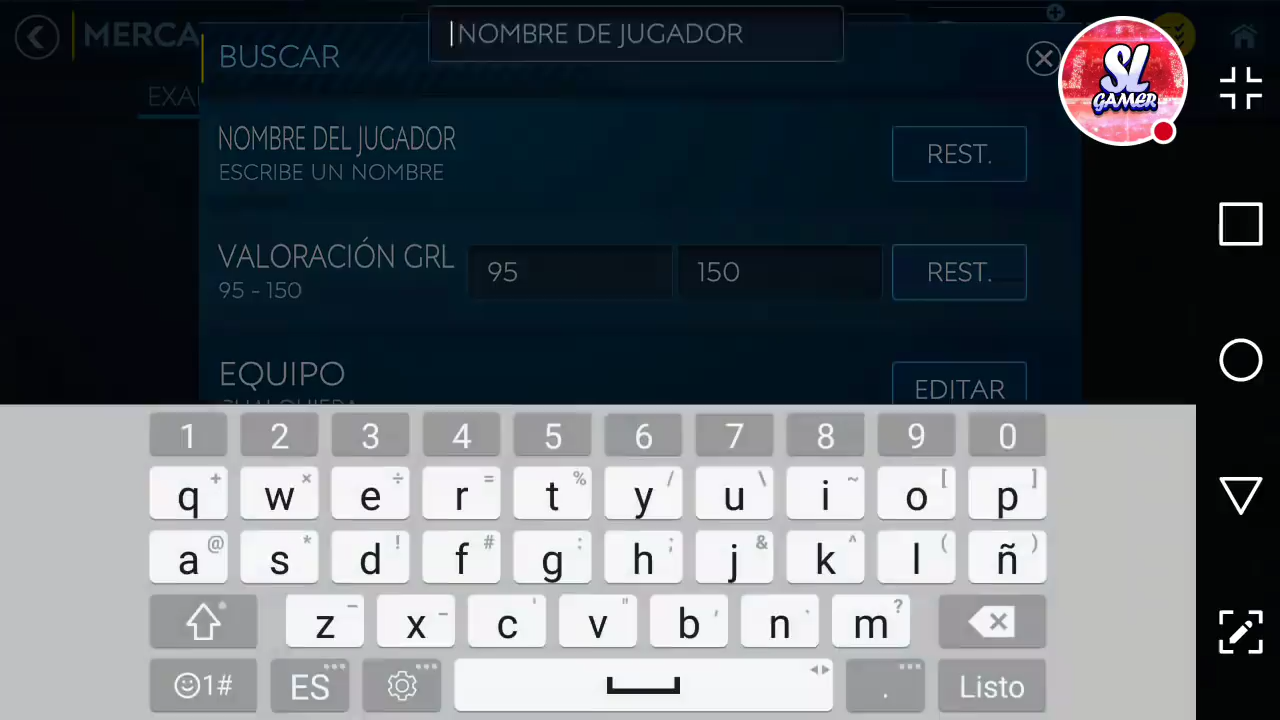 MERCA
NOMBRE DE JUGADOR
BUSCAR
SL
GAMER
EXA
NOMBRE DEL JUGADOR
ESCRIBE UN NOMBRE
REST.
VALORACIÓN GRL
95 - 150
95
150
REST.
EQUIPO
CUALQUIERA
EDITAR
1 2 3 4 5 6 7 8 9 0
q + w × e ÷ r = t % y / u \ i ~ o [ p ]
a @ s * d ! f # g : h ; j & k ^ l ( ñ )
z – x - c ' v " b , n · m ?
☺1# ES ... ... . ... Listo